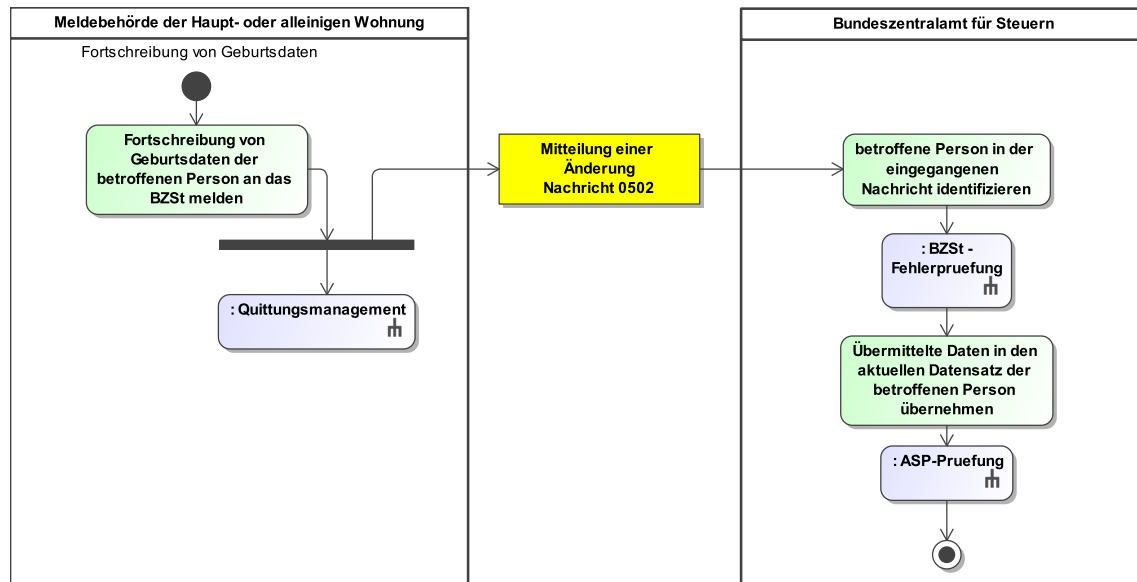 Meldebehörde der Haupt- oder alleinigen Wohnung
Fortschreibung von Geburtsdaten
Fortschreibung von
Geburtsdaten der
betroffenen Person an das
BZSt melden
: Quittungsmanagement
Mitteilung einer
Änderung
Nachricht 0502
Bundeszentralamt für Steuern
betroffene Person in der
eingegangenen
Nachricht identifizieren
: BZSt -
Fehlerpruefung
Übermittelte Daten in den
aktuellen Datensatz der
betroffenen Person
übernehmen
: ASP-Pruefung